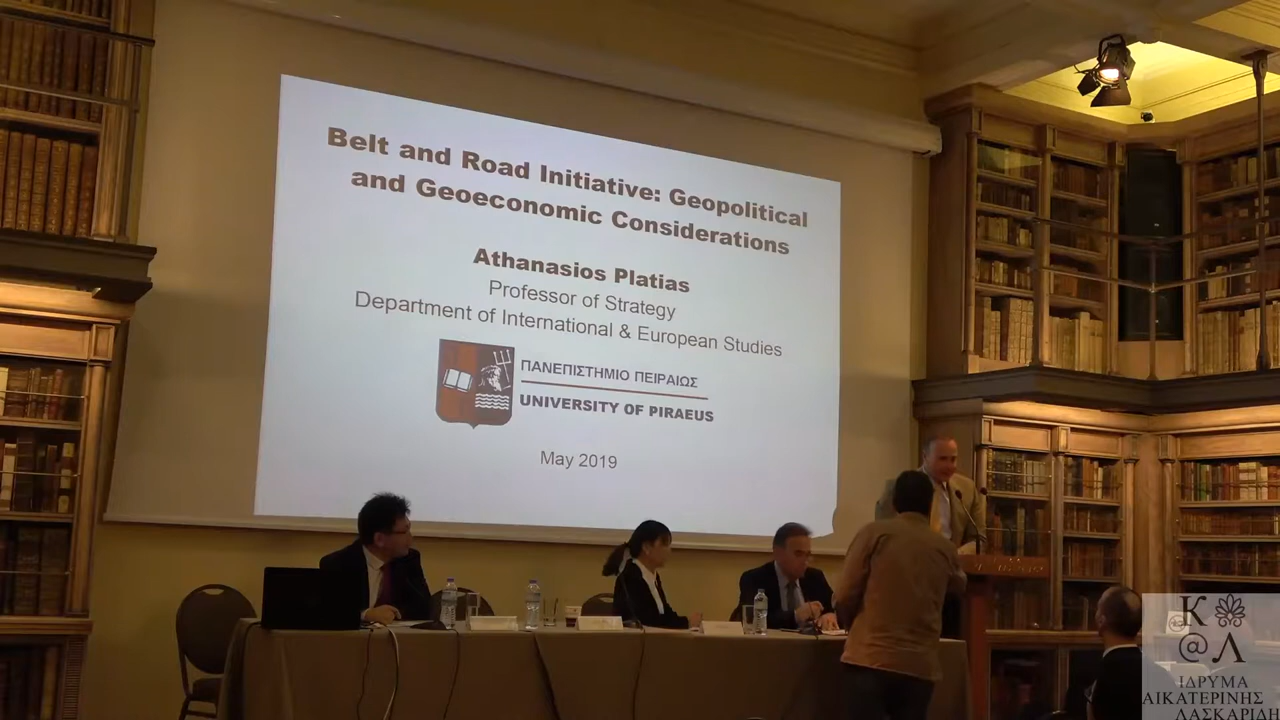 Belt and Road Initiative: Geopolitical
and Geoeconomic Considerations
Athanasios Platias
Professor of Strategy
Department of International & European Studies
ΠΑΝΕΠΙΣΤΗΜΙΟ ΠΕΙΡΑΙΩΣ
UNIVERSITY OF PIRAEUS
May 2019
Κ
@ Λ
ΙΔΡΥΜΑ
ΑΙΚΑΤΕΡΙΝΗΣ
ΛΑΣΚΑΡΙΔΗ